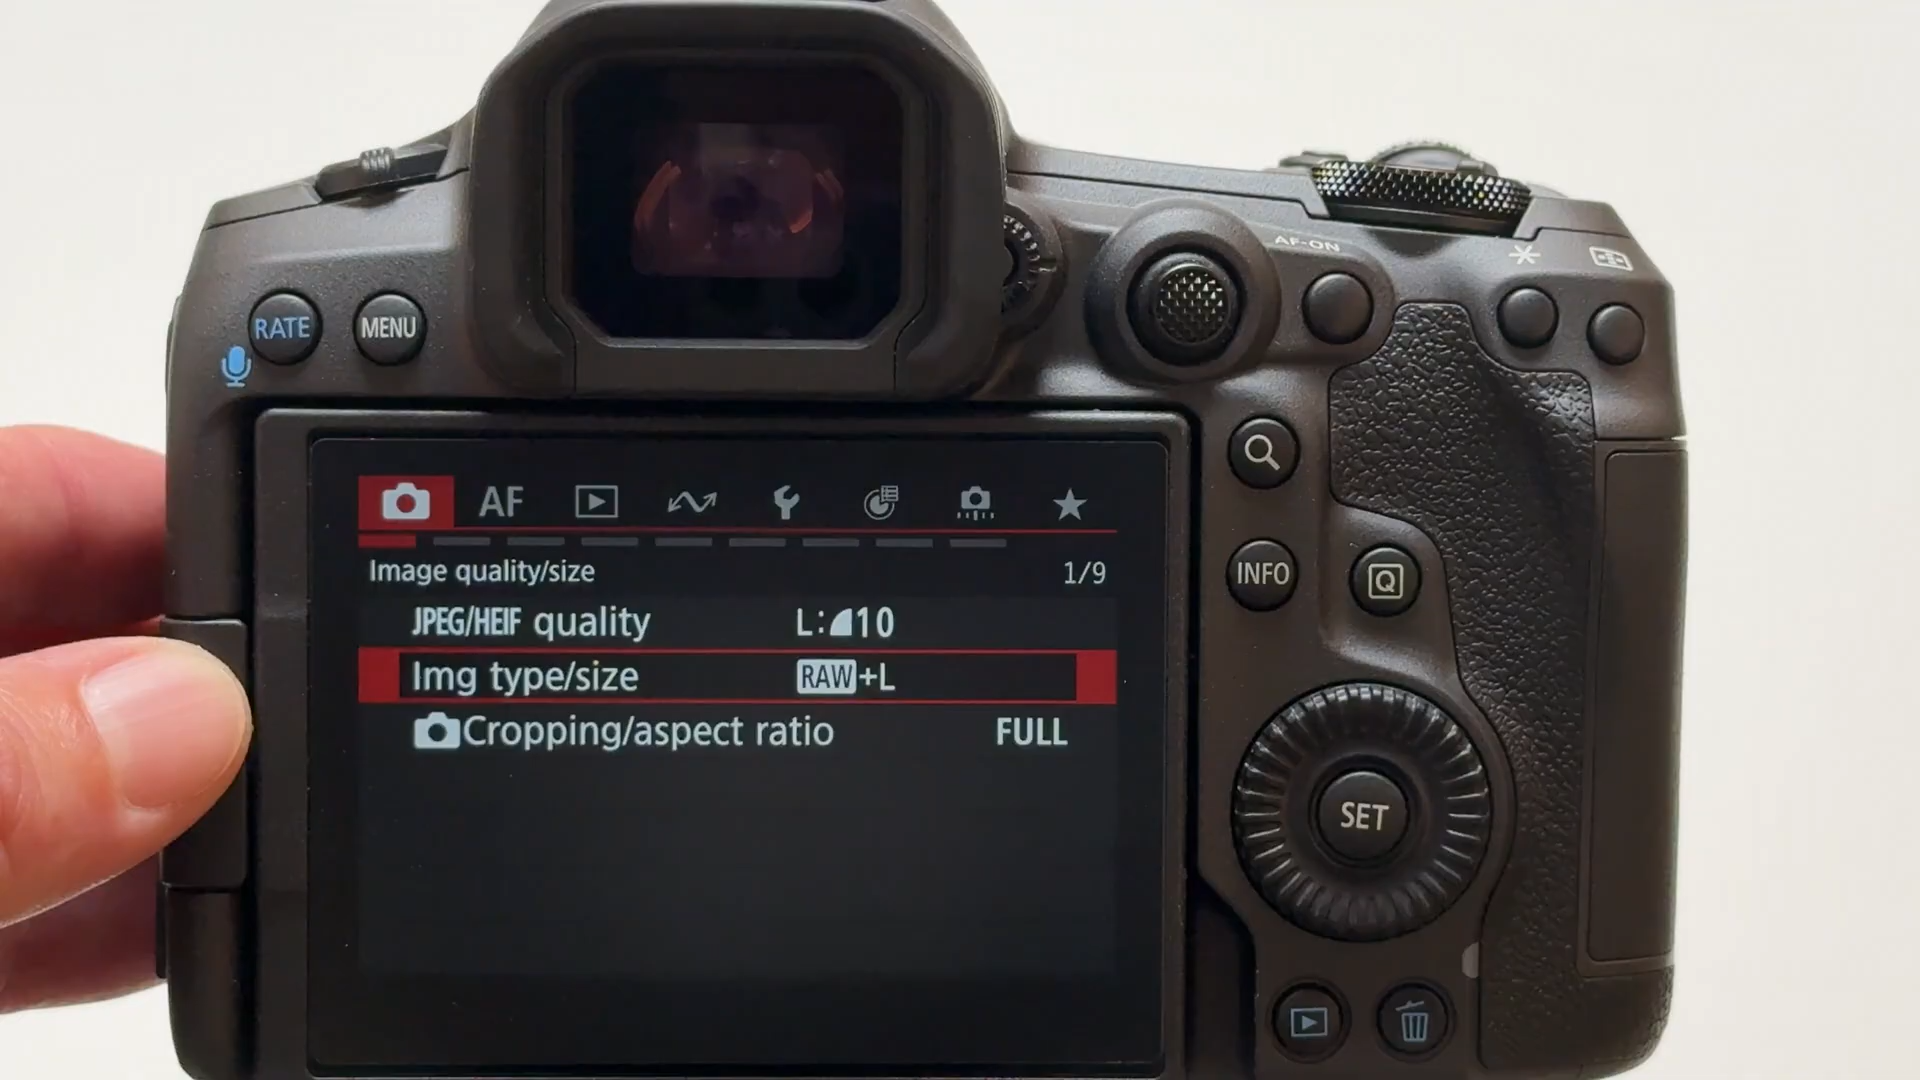 AF-ON
RATE
MENU
AF
Image quality/size 1/9
JPEG/HEIF quality L:10
Img type/size RAW+L
Cropping/aspect ratio FULL
INFO
Q
SET